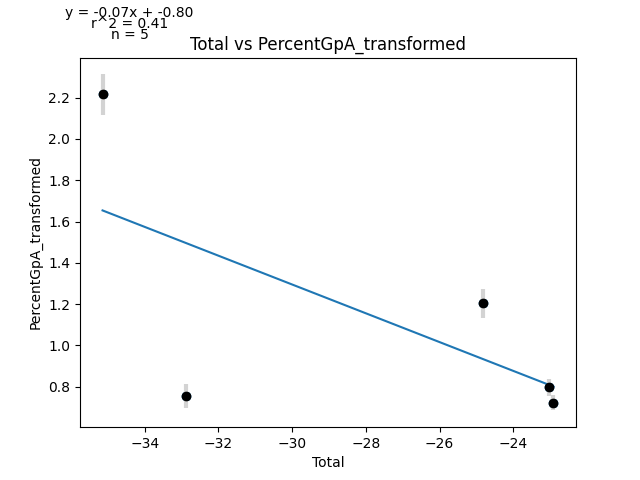 y = -0.07x + -0.80
r^2 = 0.41
n = 5
Total vs PercentGpA_transformed
PercentGpA_transformed
2.2
2.0
1.8
1.6
1.4
1.2
1.0
0.8
−34 −32 −30 −28 −26 −24
Total